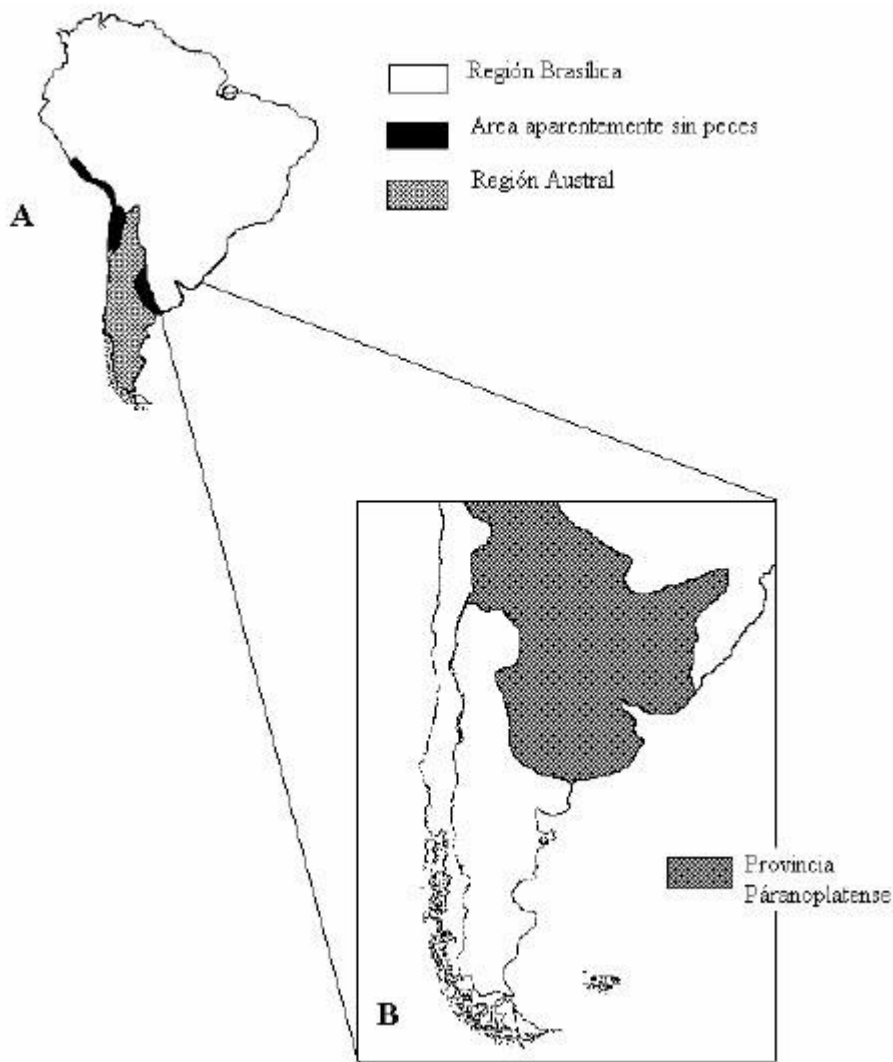 Región Brasílica
Area aparentemente sin peces
Región Austral
A
Provincia
Páranoplatense
B